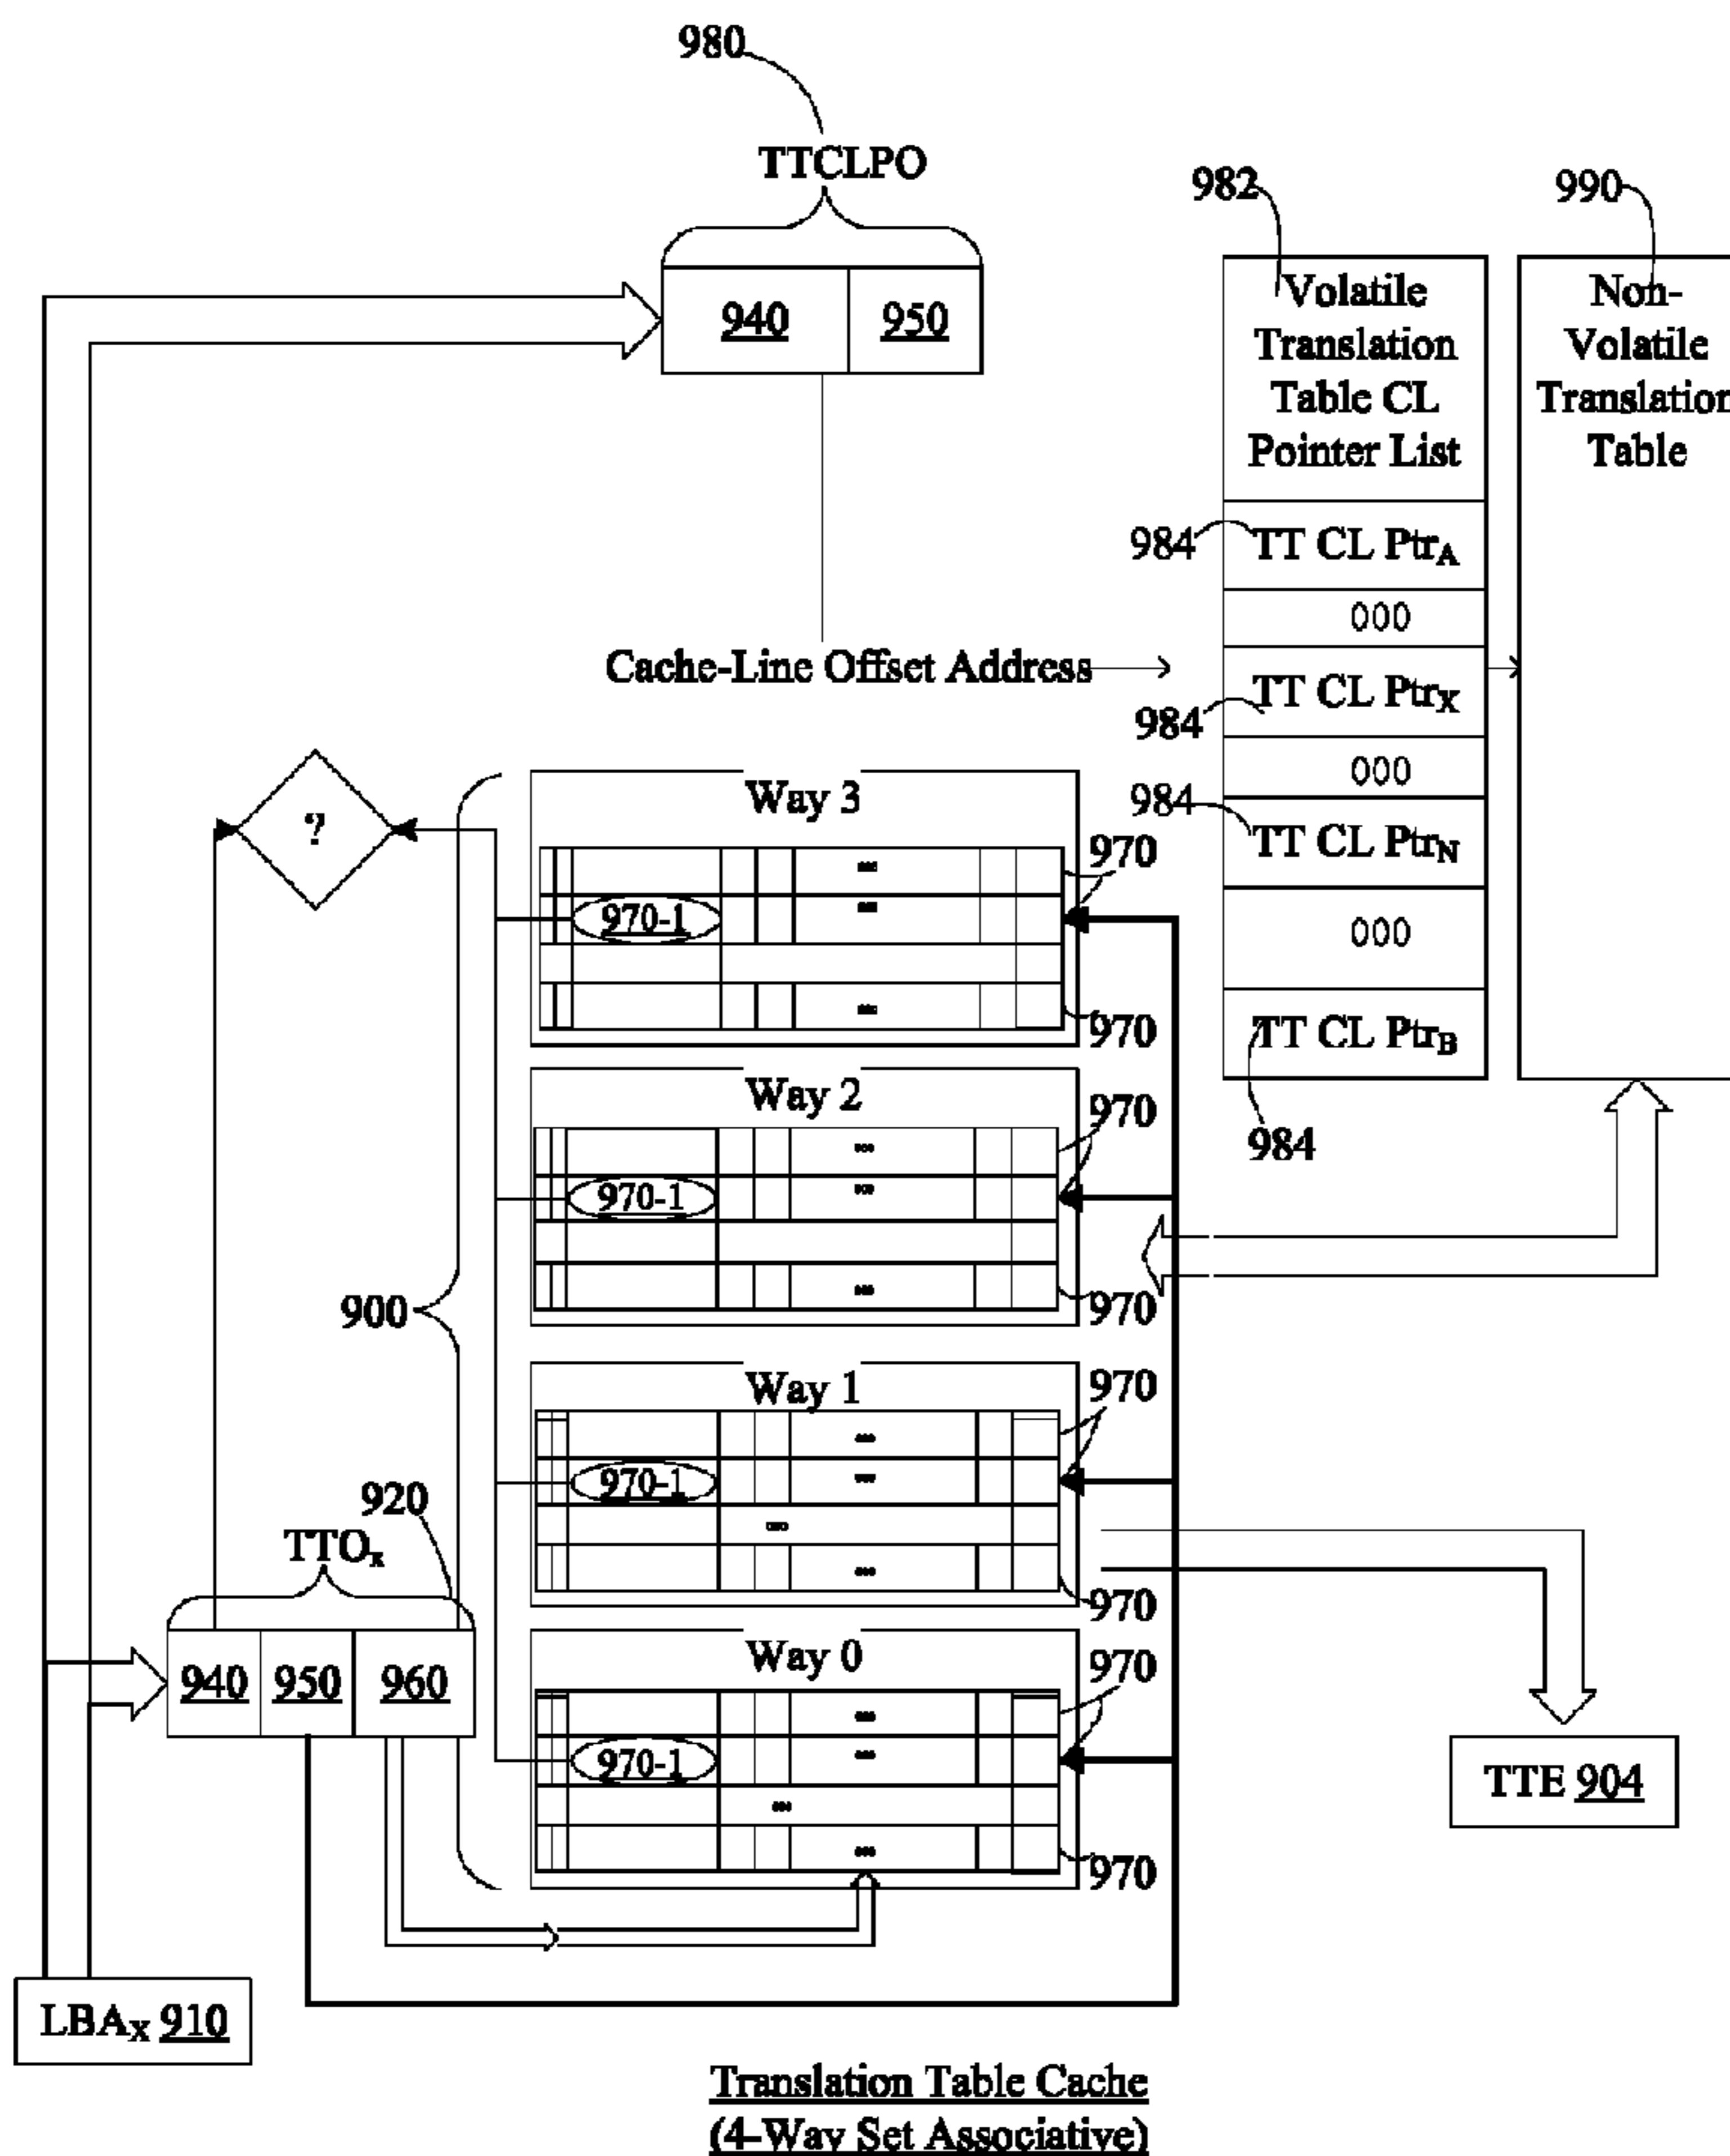 980
TTCLPO
940 950
982
990
Volatile
Translation
Table CL
Pointer List
Non-
Volatile
Translation
Table
984
TT CL PtrA
000
Cache-Line Offset Address
984
TT CL PtrX
000
984
TT CL PtrN
000
984
TT CL PtrB
?
Way 3
970
970-1
970
Way 2
970
970-1
970
900
Way 1
970
970-1
970
920
TTOx
940 950 960
Way 0
970
970-1
970
TTE 904
LBAX 910
Translation Table Cache
(4-Way Set Associative)